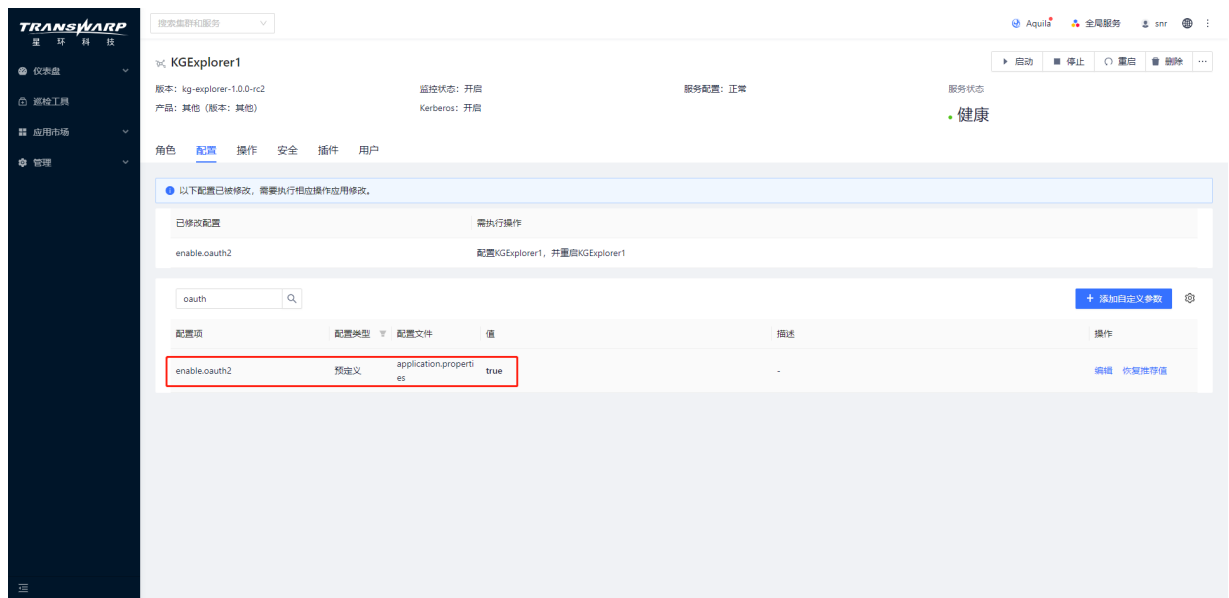 TRANSWARP
星 环 科 技
搜索集群和服务
Aquila 全局服务 snr
仪表盘
巡检工具
应用市场
管理
KGExplorer1
启动 停止 重启 删除 ...
版本：kg-explorer-1.0.0-rc2 监控状态：开启 服务配置：正常 服务状态
产品：其他（版本：其他） Kerberos：开启 健康
角色 配置 操作 安全 插件 用户
以下配置已被修改，需要执行相应操作应用修改。
已修改配置 需执行操作
enable.oauth2 配置KGExplorer1，并重启KGExplorer1
oauth + 添加自定义参数
配置项 配置类型 配置文件 值 描述 操作
enable.oauth2 预定义 application.properti true - 编辑 恢复推荐值
es